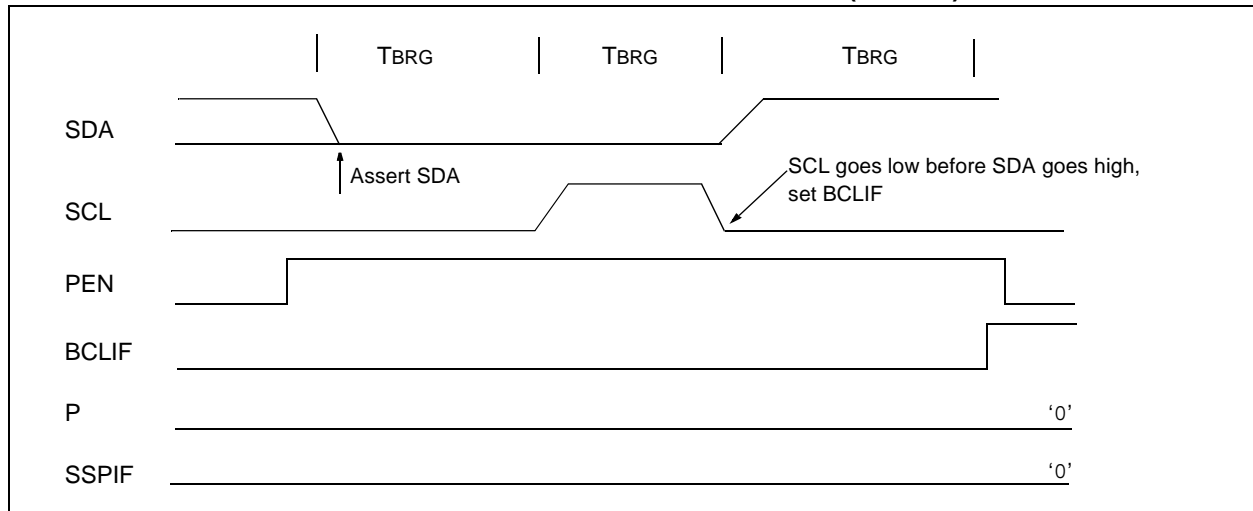 TBRG TBRG TBRG
SDA
Assert SDA
SCL goes low before SDA goes high,
set BCLIF
SCL
PEN
BCLIF
P
'0'
SSPIF
'0'